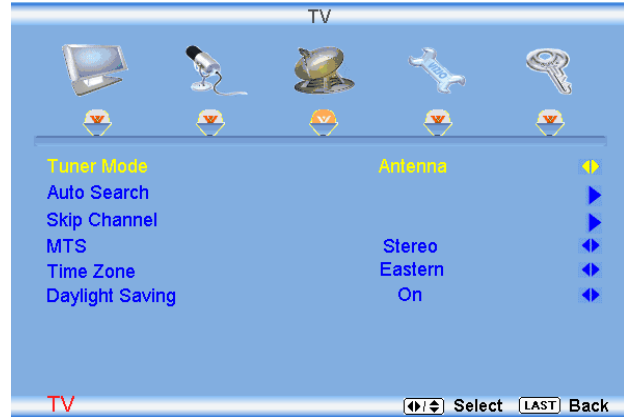 TV
Tuner Mode Antenna
Auto Search
Skip Channel
MTS Stereo
Time Zone Eastern
Daylight Saving On
TV Select LAST Back